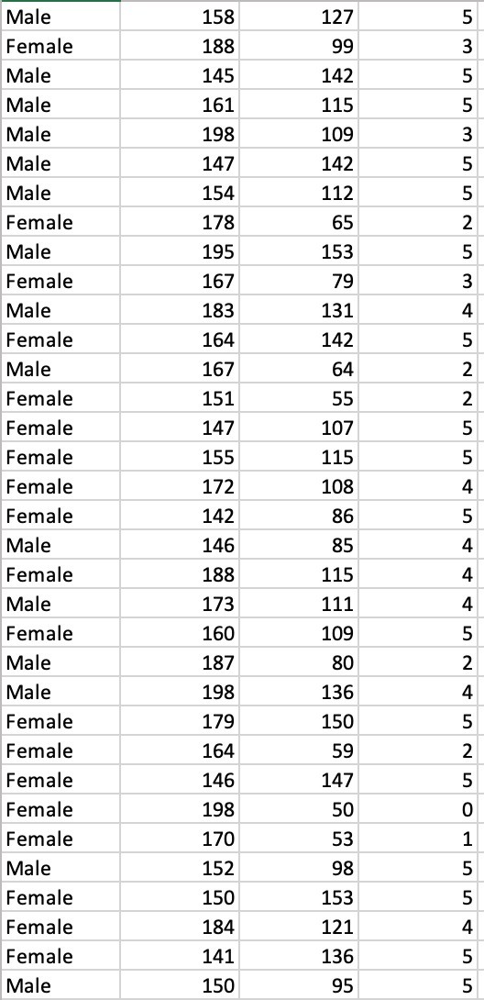 Male 158 127 5
Female 188 99 3
Male 145 142 5
Male 161 115 5
Male 198 109 3
Male 147 142 5
Male 154 112 5
Female 178 65 2
Male 195 153 5
Female 167 79 3
Male 183 131 4
Female 164 142 5
Male 167 64 2
Female 151 55 2
Female 147 107 5
Female 155 115 5
Female 172 108 4
Female 142 86 5
Male 146 85 4
Female 188 115 4
Male 173 111 4
Female 160 109 5
Male 187 80 2
Male 198 136 4
Female 179 150 5
Female 164 59 2
Female 146 147 5
Female 198 50 0
Female 170 53 1
Male 152 98 5
Female 150 153 5
Female 184 121 4
Female 141 136 5
Male 150 95 5